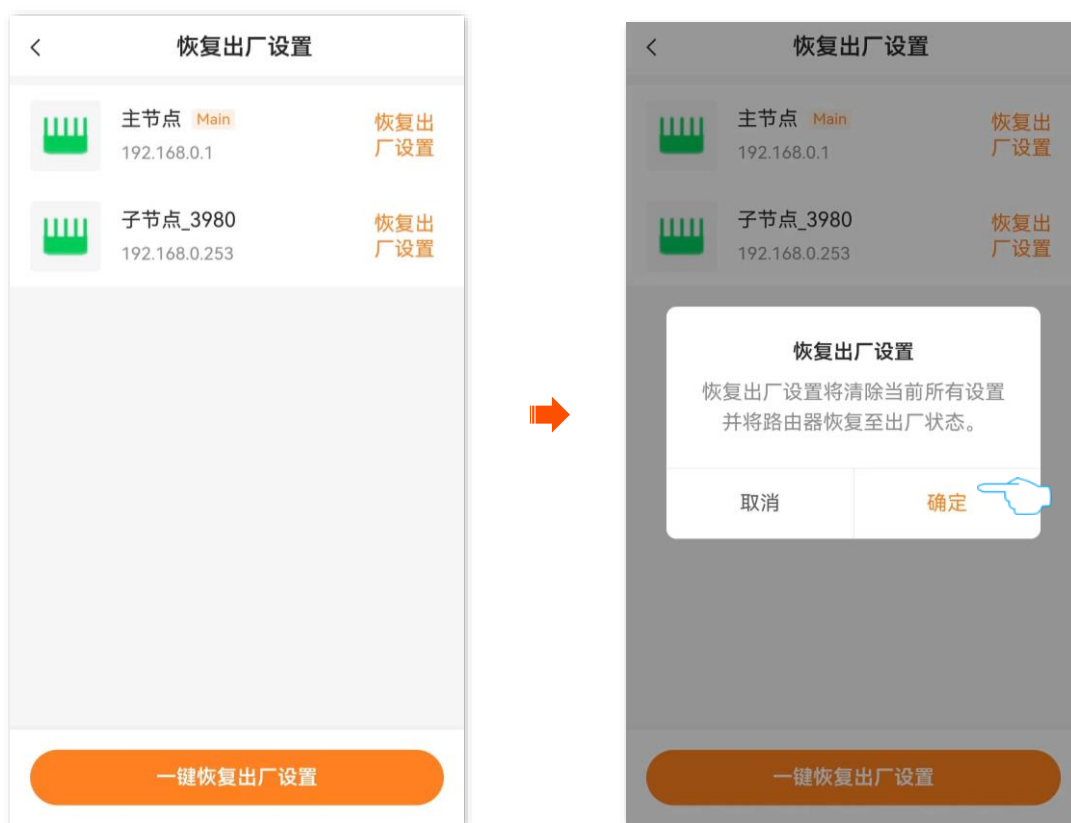 恢复出厂设置
主节点 Main
192.168.0.1
恢复出
厂设置
子节点_3980
192.168.0.253
恢复出
厂设置
一键恢复出厂设置
恢复出厂设置
主节点 Main
192.168.0.1
恢复出
厂设置
子节点_3980
192.168.0.253
恢复出
厂设置
恢复出厂设置
恢复出厂设置将清除当前所有设置
并将路由器恢复至出厂状态。
取消 确定
一键恢复出厂设置